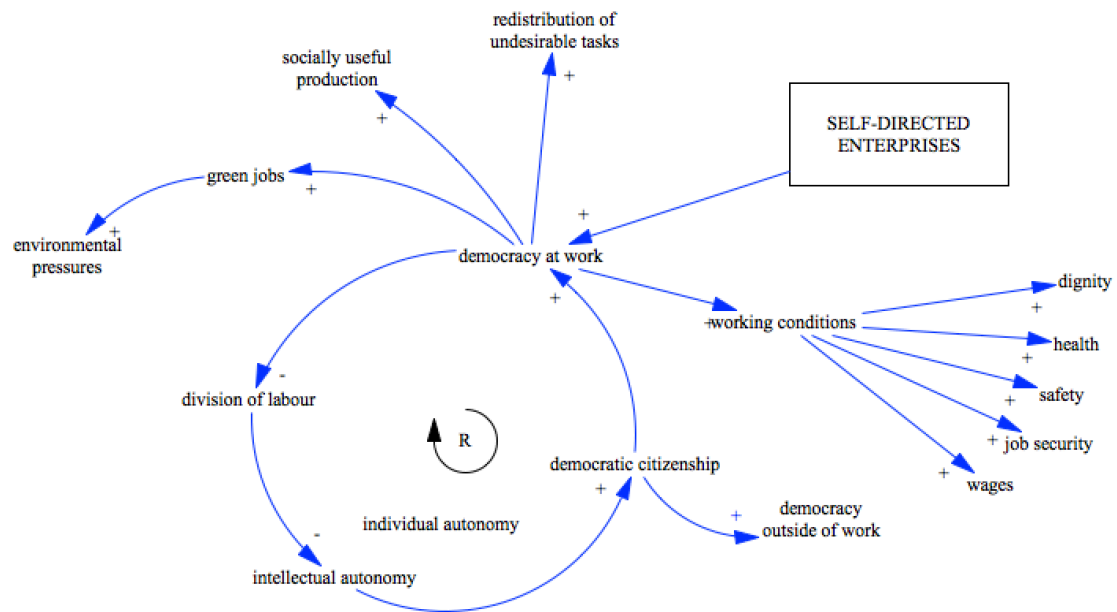 redistribution of
undesirable tasks
+
socially useful
production
+
SELF-DIRECTED
ENTERPRISES
green jobs
+
+
environmental
pressures
+
democracy at work
+
dignity
+
+working conditions
health
+
safety
+
job security
+
wages
+
-
division of labour
R
democratic citizenship
+
individual autonomy
democracy
outside of work
+
-
intellectual autonomy